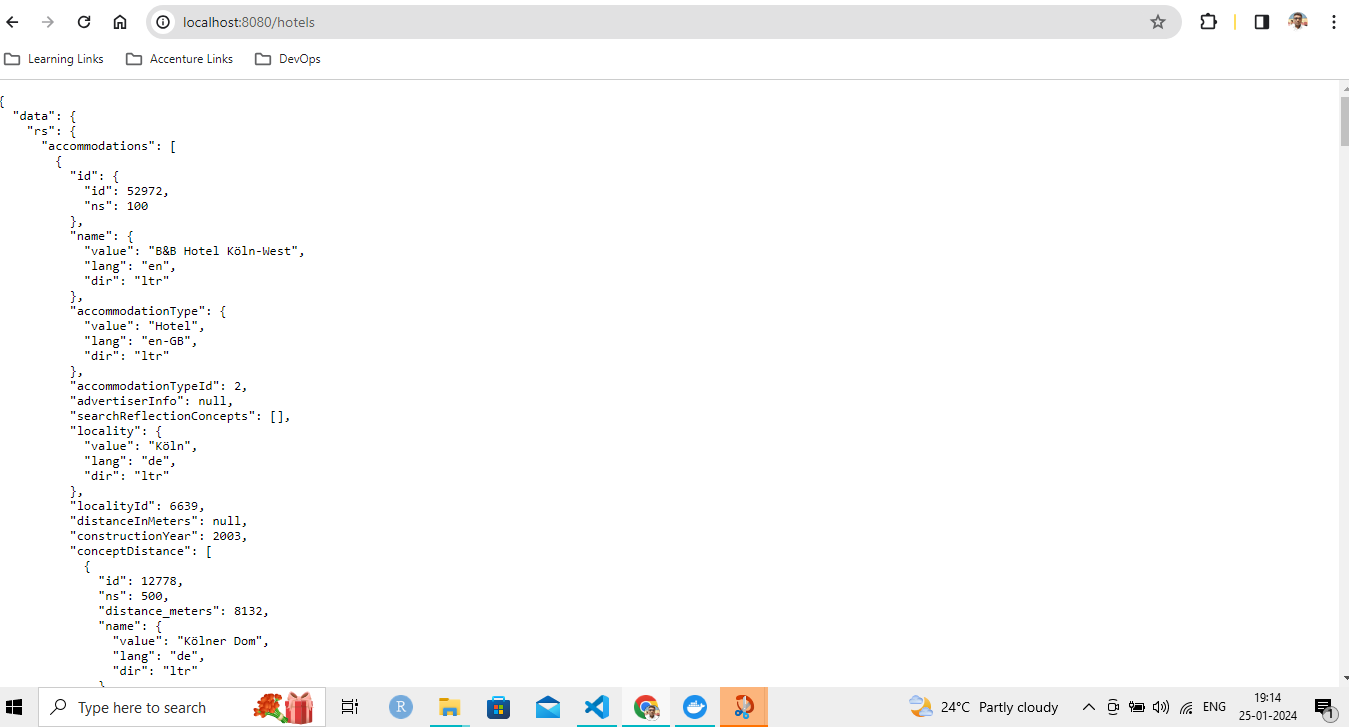 localhost:8080/hotels
Learning Links Accenture Links DevOps
{
"data": {
"rs": {
"accommodations": [
{
"id": {
"id": 52972,
"ns": 100
},
"name": {
"value": "B&B Hotel Köln-West",
"lang": "en",
"dir": "ltr"
},
"accommodationType": {
"value": "Hotel",
"lang": "en-GB",
"dir": "ltr"
},
"accommodationTypeId": 2,
"advertiserInfo": null,
"searchReflectionConcepts": [],
"locality": {
"value": "Köln",
"lang": "de",
"dir": "ltr"
},
"localityId": 6639,
"distanceInMeters": null,
"constructionYear": 2003,
"conceptDistance": [
{
"id": 12778,
"ns": 500,
"distance_meters": 8132,
"name": {
"value": "Kölner Dom",
"lang": "de",
"dir": "ltr"
}
Type here to search R 24°C Partly cloudy ENG 19:14
25-01-2024 1